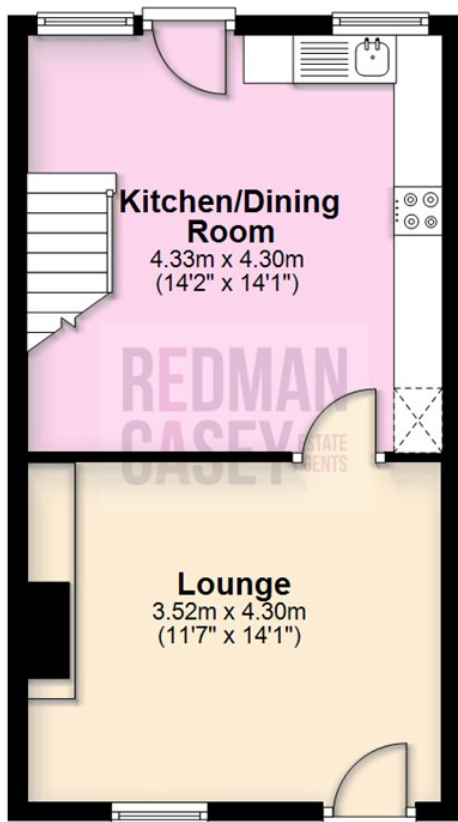 Kitchen/Dining
Room
4.33m x 4.30m
(14'2" x 14'1")
REDMAN
CASEY ESTATE
AGENTS
Lounge
3.52m x 4.30m
(11'7" x 14'1")